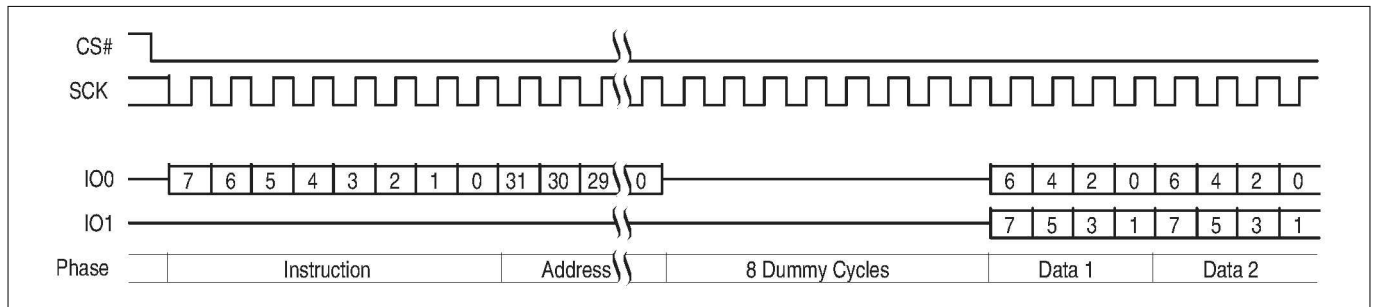 CS#
SCK
IO0 7 6 5 4 3 2 1 0 31 30 29 0 6 4 2 0 6 4 2 0
IO1 7 5 3 1 7 5 3 1
Phase Instruction Address 8 Dummy Cycles Data 1 Data 2